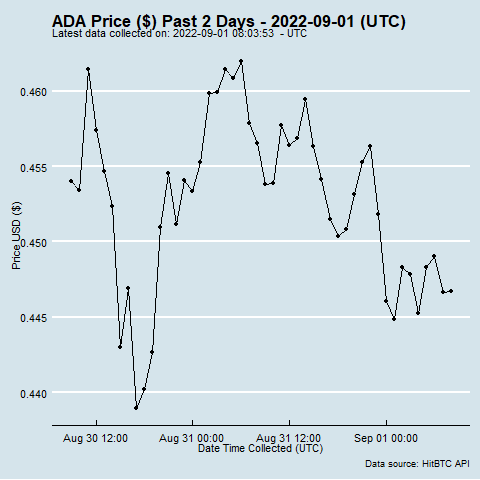 ADA Price ($) Past 2 Days - 2022-09-01 (UTC)
Latest data collected on: 2022-09-01 08:03:53 - UTC
0.460
0.455
0.450
0.445
0.440
Price USD ($)
Aug 30 12:00
Aug 31 00:00
Aug 31 12:00
Sep 01 00:00
Date Time Collected (UTC)
Data source: HitBTC API